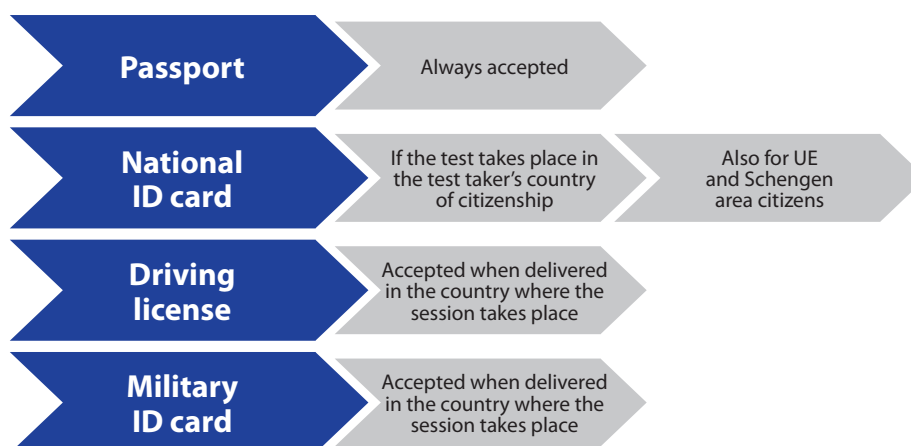 Passport
Always accepted
National
ID card
If the test takes place in
the test taker's country
of citizenship
Also for UE
and Schengen
area citizens
Driving
license
Accepted when delivered
in the country where the
session takes place
Military
ID card
Accepted when delivered
in the country where the
session takes place